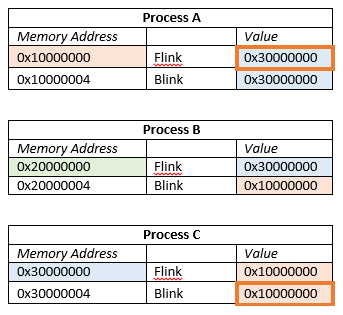 Process A
Memory Address Value
0x10000000 Flink 0x30000000
0x10000004 Blink 0x30000000
Process B
Memory Address Value
0x20000000 Flink 0x30000000
0x20000004 Blink 0x10000000
Process C
Memory Address Value
0x30000000 Flink 0x10000000
0x30000004 Blink 0x10000000